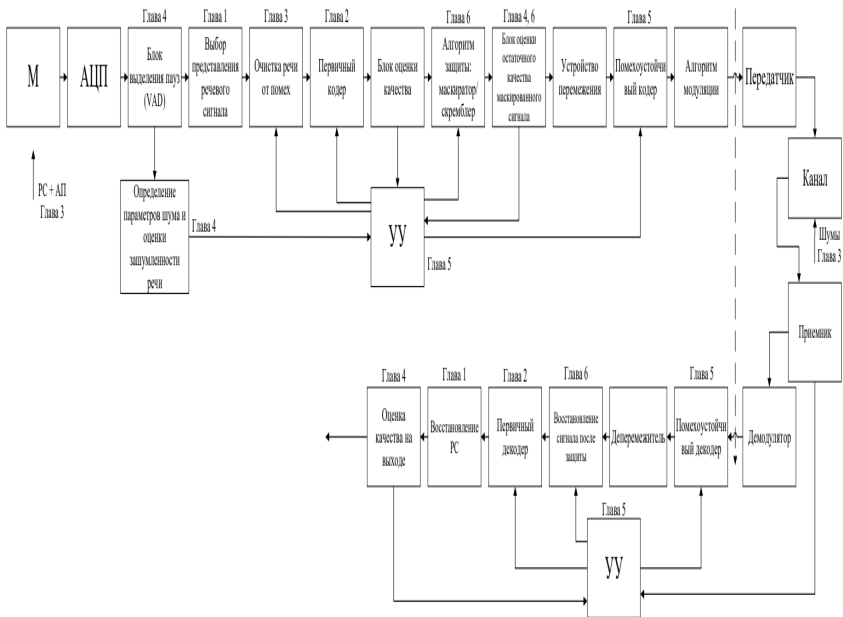 Глава 4
Глава 1
Глава 3
Глава 2
Глава 6
Глава 4, 6
Глава 5
М
АЦП
Блок
выделения пауз
(VAD)
Выбор
представления
речевого
сигнала
Очистка речи
от помех
Первичный
кодер
Блок оценки
качества
Алгоритм
защиты:
маскиратор/
скремблер
Блок оценки
остаточного
качества
маскированного
сигнала
Устройство
перемежения
Помехоустойчи
вый кодер
Алгоритм
модуляции
Передатчик
РС + АП
Глава 3
Определение
параметров шума и
оценки
зашумленности
речи
Глава 4
УУ
Глава 5
Канал
Шумы
Глава 3
Приемник
Глава 4
Глава 1
Глава 2
Глава 6
Глава 5
Оценка
качества на
выходе
Восстановление
РС
Первичный
декодер
Восстановление
сигнала после
защиты
Деперемежитель
Помехоустойчи
вый декодер
Демодулятор
Глава 5
УУ